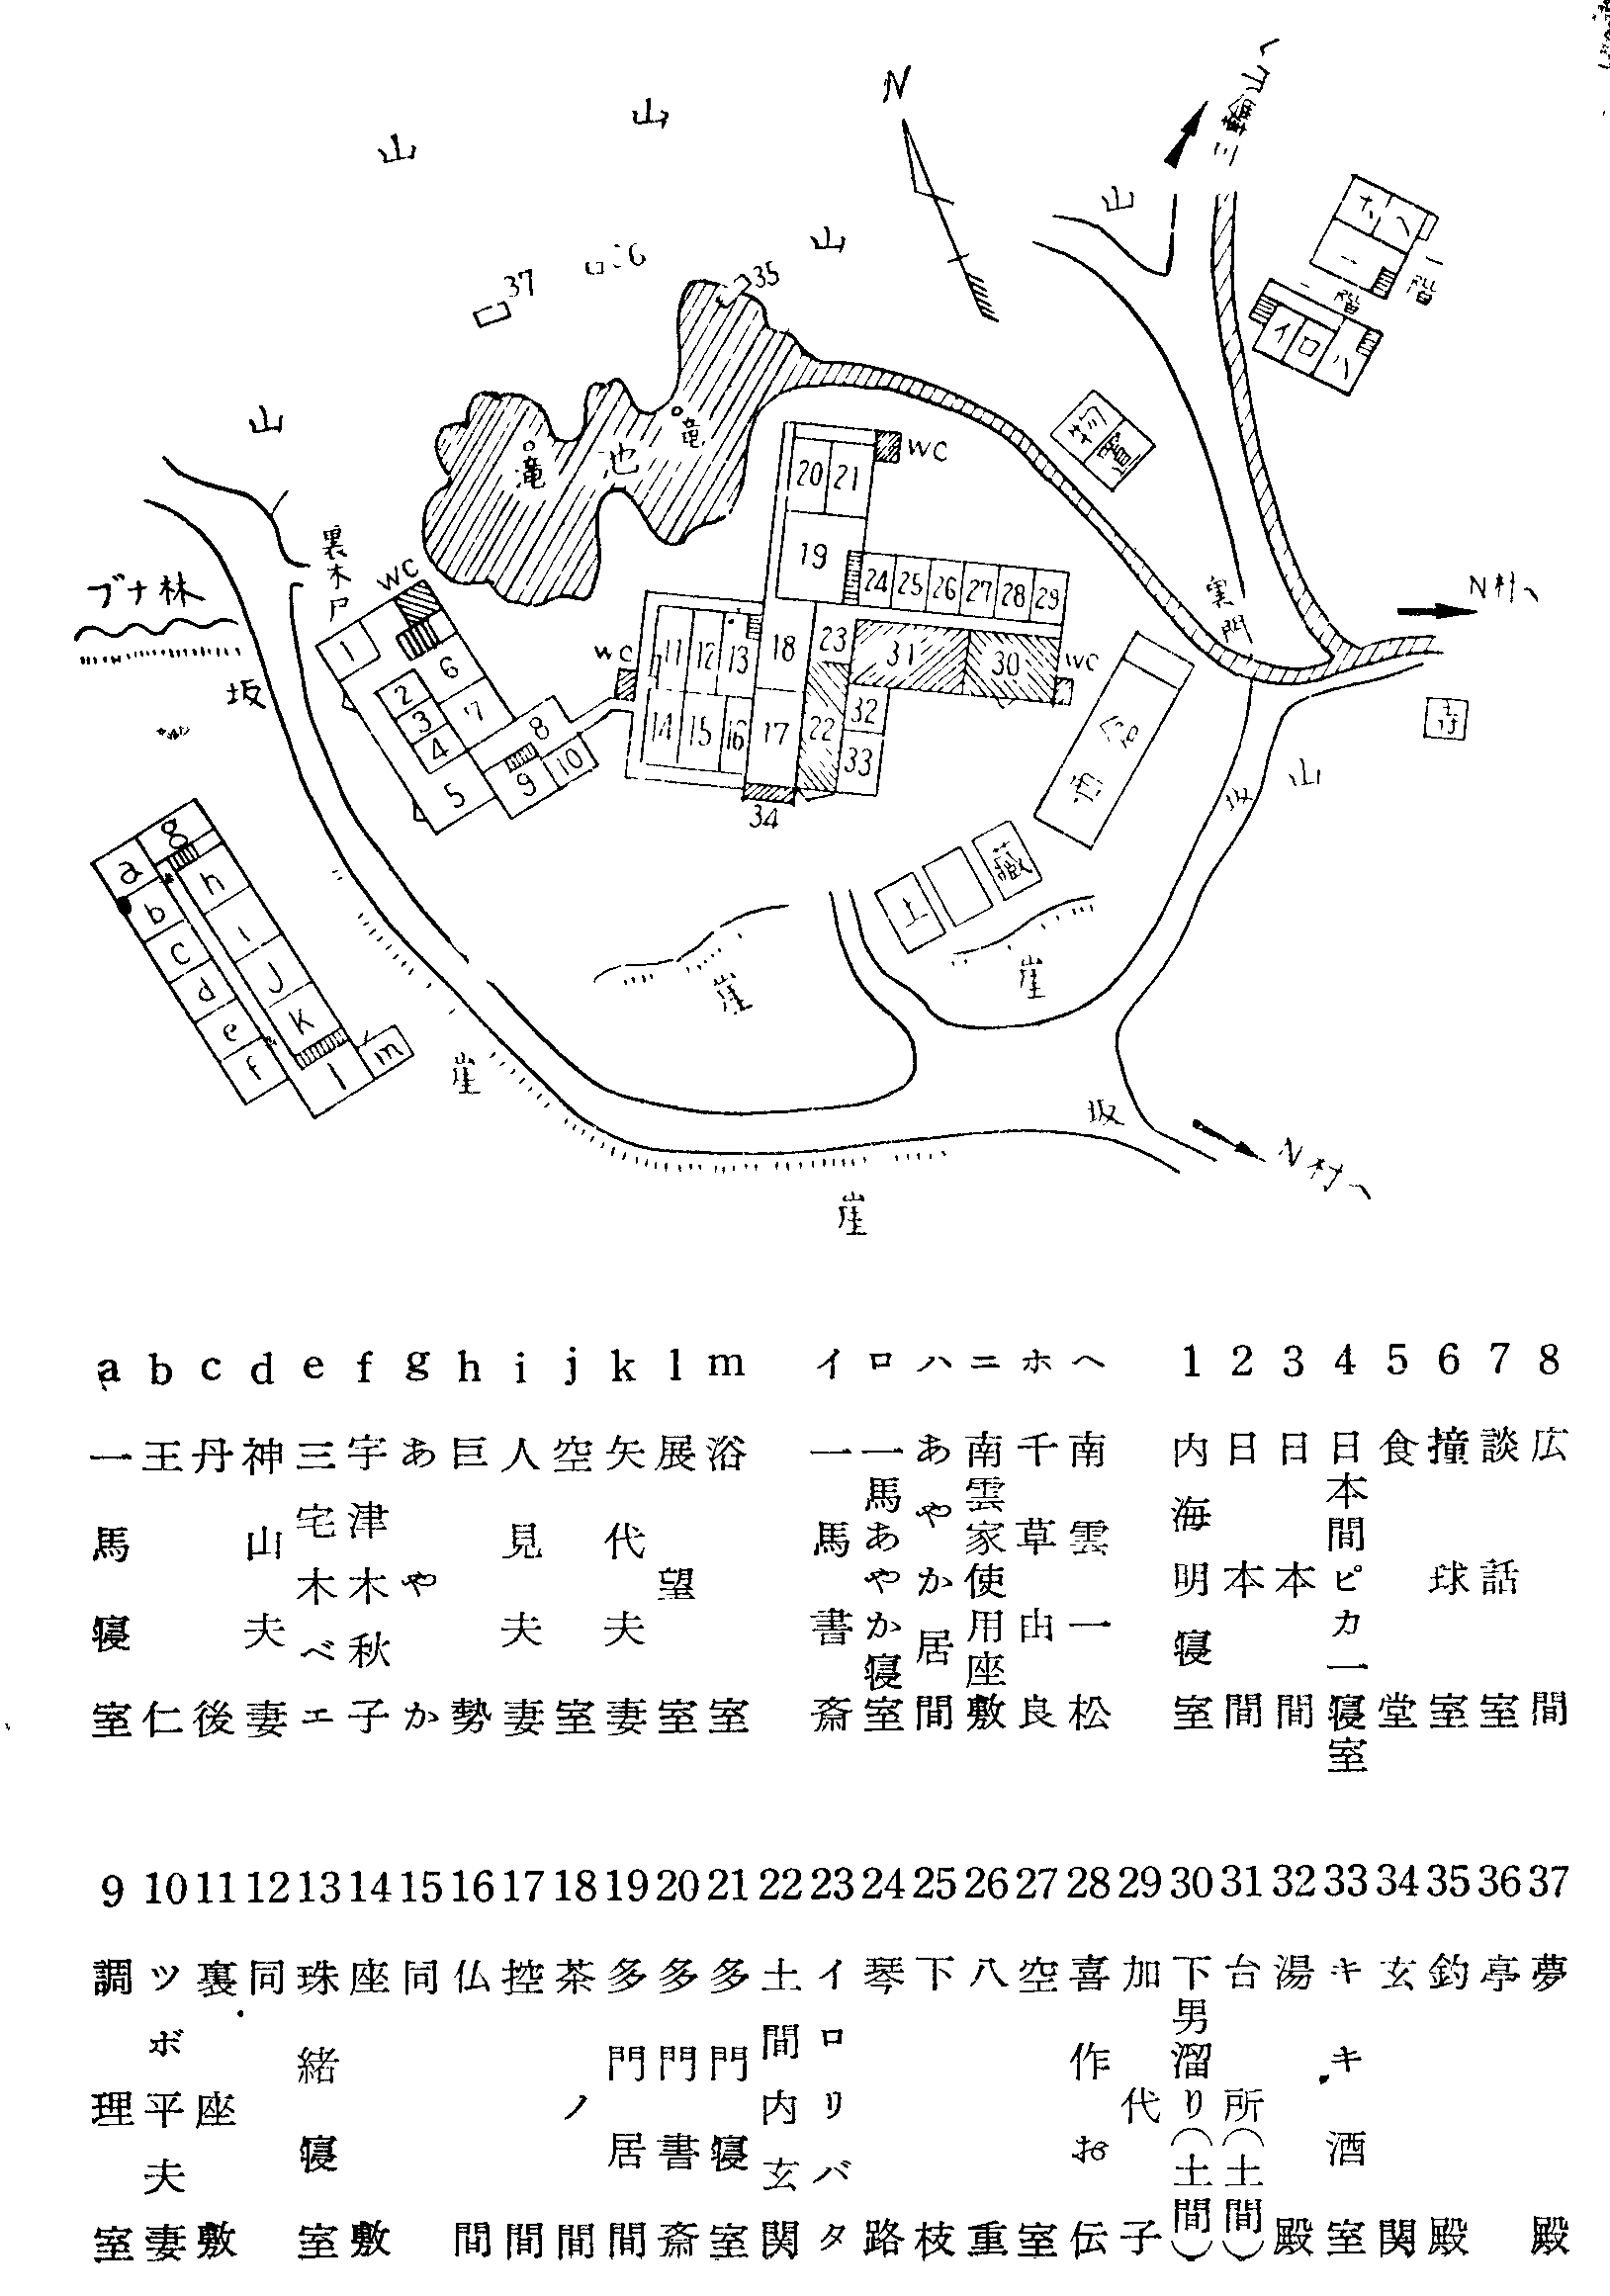 N
山
山
山
山
山
三輪山へ
37
35
滝
池
滝
WC
物置
二階
一階
イ
ロ
ハ
ニ
ホ
ヘ
裏木戸
WC
ブナ林
坂
1
2
3
4
5
6
7
8
9
10
WC
11
12
13
14
15
16
17
18
19
20
21
22
23
24
25
26
27
28
29
30
31
32
33
34
WC
裏門
N村へ
寺
酒倉
土
蔵
坂
山
崖
崖
崖
崖
坂
N村へ
a
b
c
d
e
f
g
h
i
J
K
l
m
a 一馬寝室
b 王仁
c 丹後
d 神山夫妻
e 三宅木ベエ
f 宇津木秋子
g あやか
h 巨勢
i 人見夫妻
j 空室
k 矢代夫妻
l 展望室
m 浴室
イ 一馬書斎
ロ 一馬あやか寝室
ハ あやか居間
ニ 南雲家使用座敷
ホ 千草由良
ヘ 南雲一松
1 内海明寝室
2 日本間
3 日本間
4 日本間ピカ一寝室
5 食堂
6 撞球室
7 談話室
8 広間
9 調理室
10 ツボ平夫妻
11 裏座敷
12 同
13 珠緒寝室
14 座敷
15 同
16 仏間
17 控間
18 茶ノ間
19 多門居間
20 多門書斎
21 多門寝室
22 土間内玄関
23 イロリバタ
24 琴路
25 下枝
26 八重
27 空室
28 喜作お伝
29 加代子
30 下男溜り(土間)
31 台所(土間)
32 湯殿
33 キキ酒室
34 玄関
35 釣殿
36 亭
37 夢殿